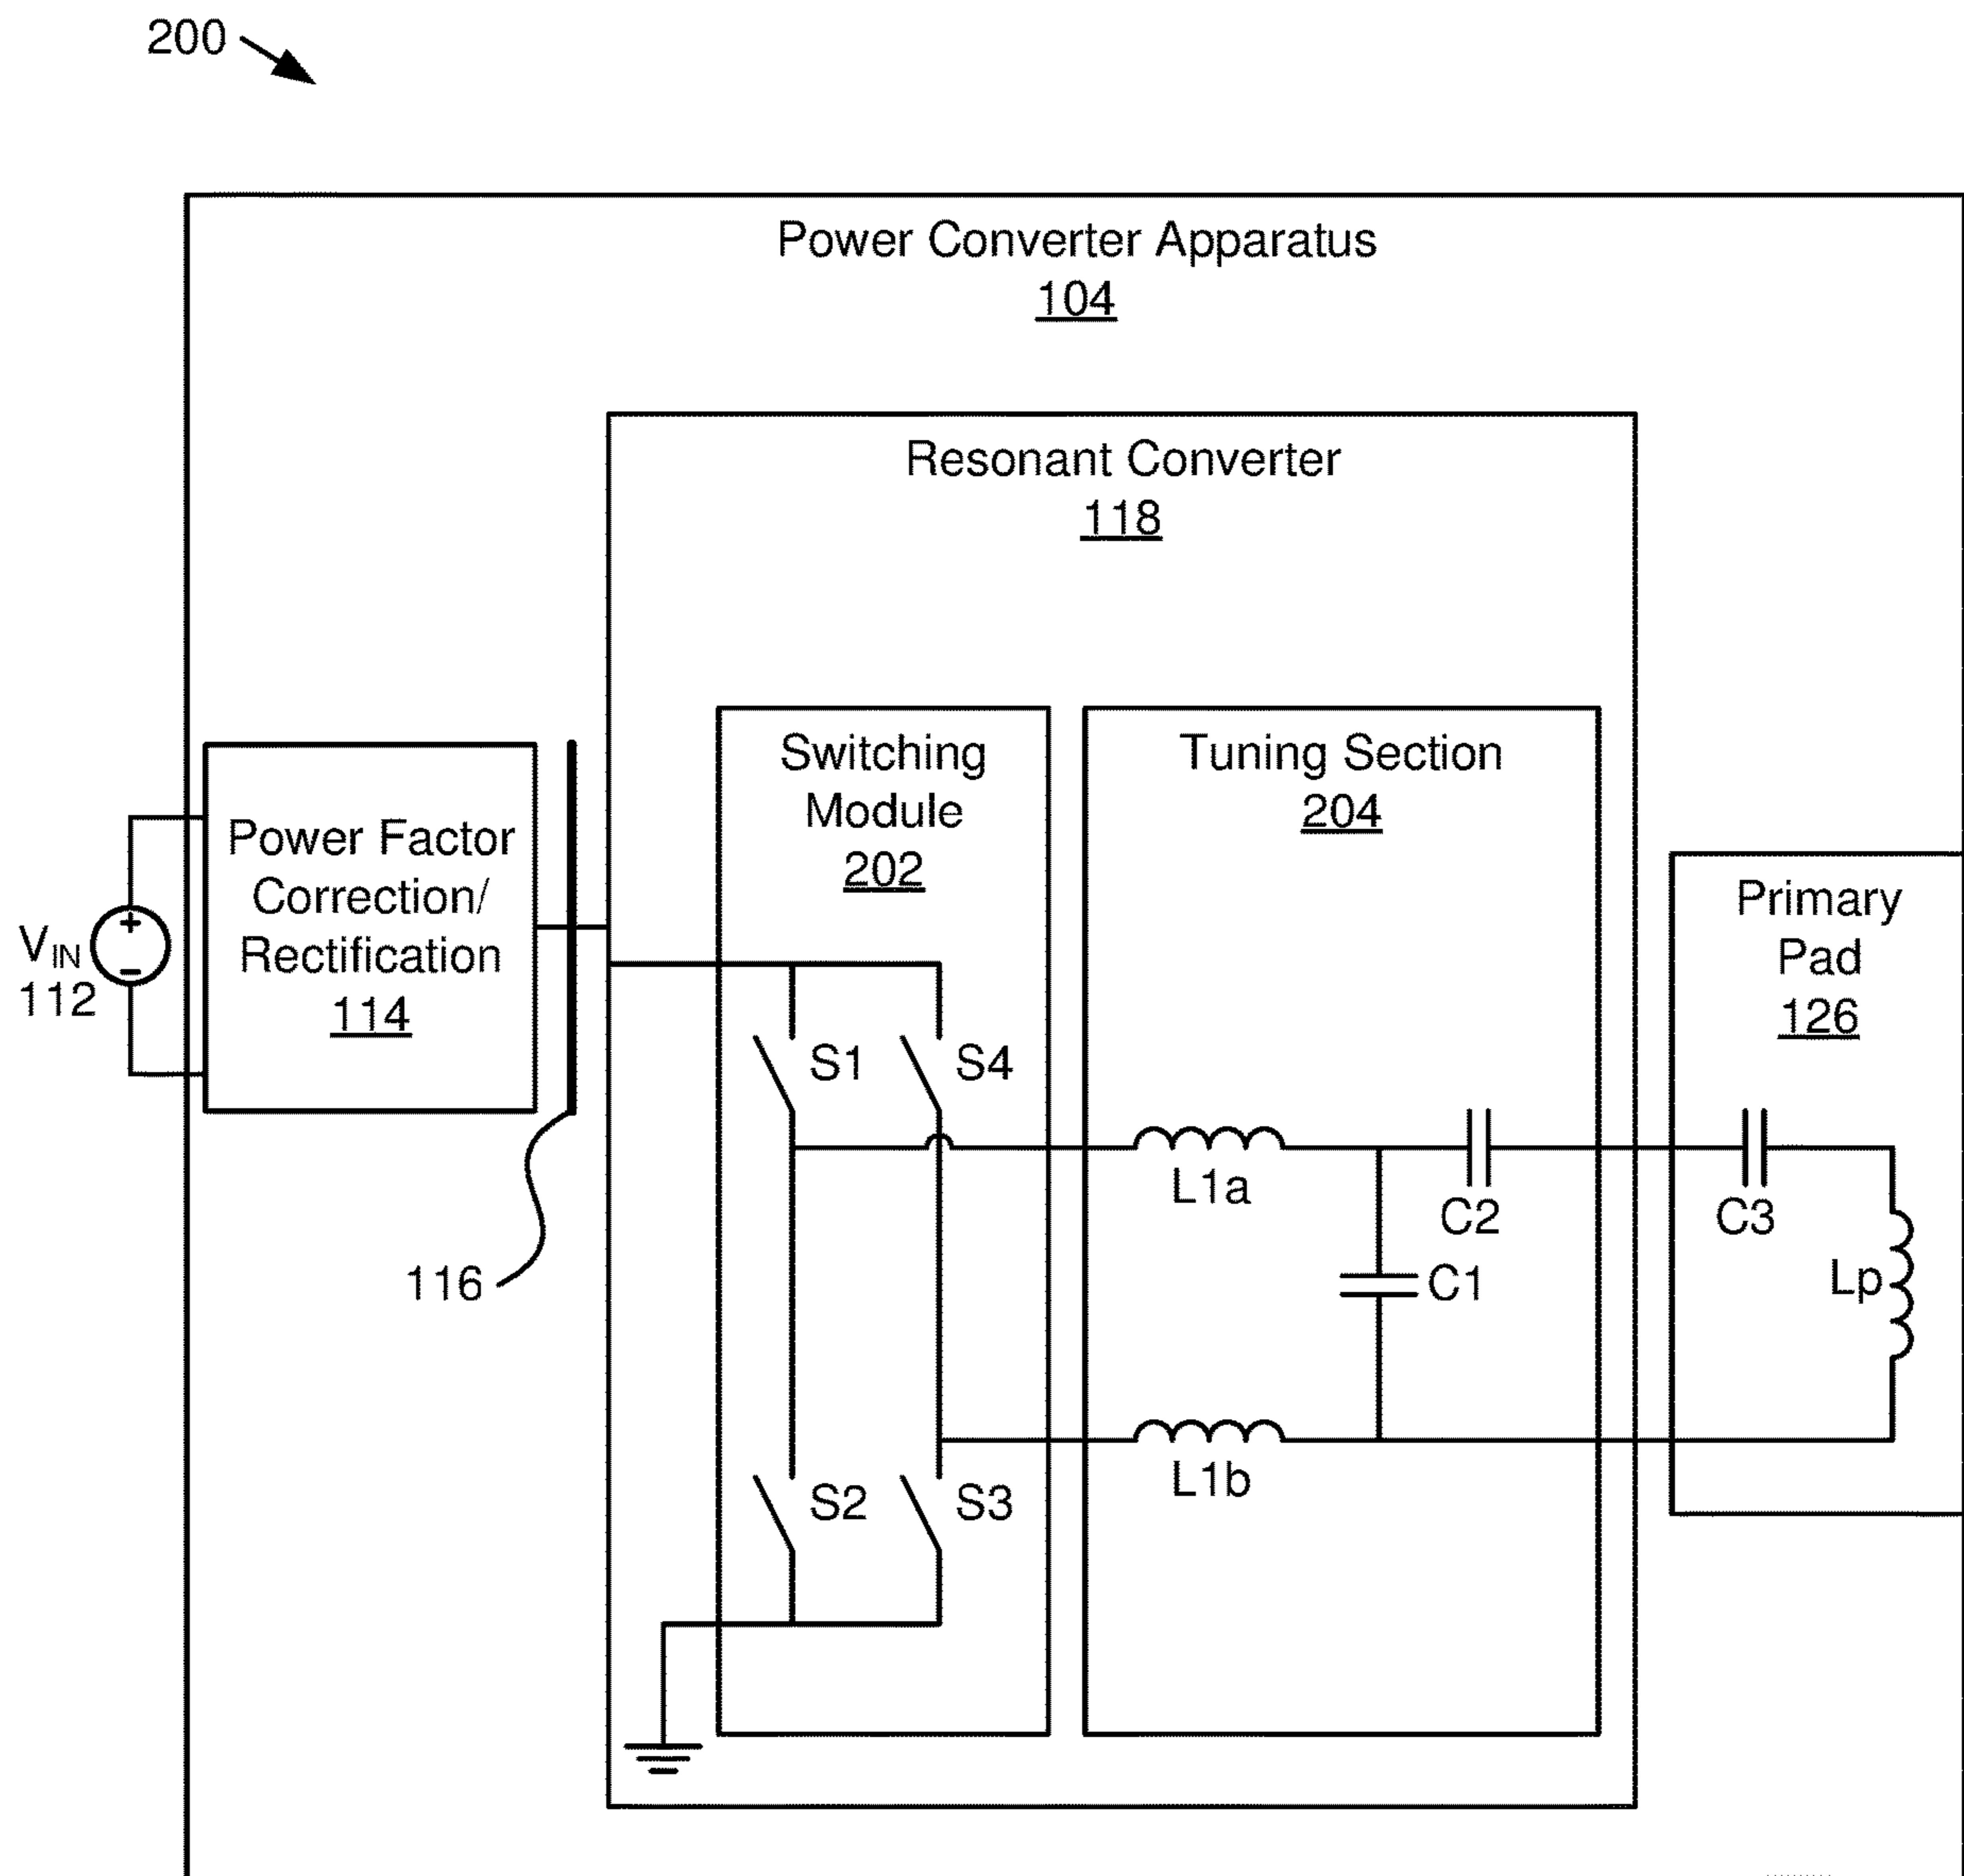 200
Power Converter Apparatus
104
Resonant Converter
118
Switching
Module
202
Tuning Section
204
Power Factor
Correction/
Rectification
114
VIN
112
+
−
Primary
Pad
126
S1
S4
L1a
C2
C3
116
C1
Lp
L1b
S2
S3